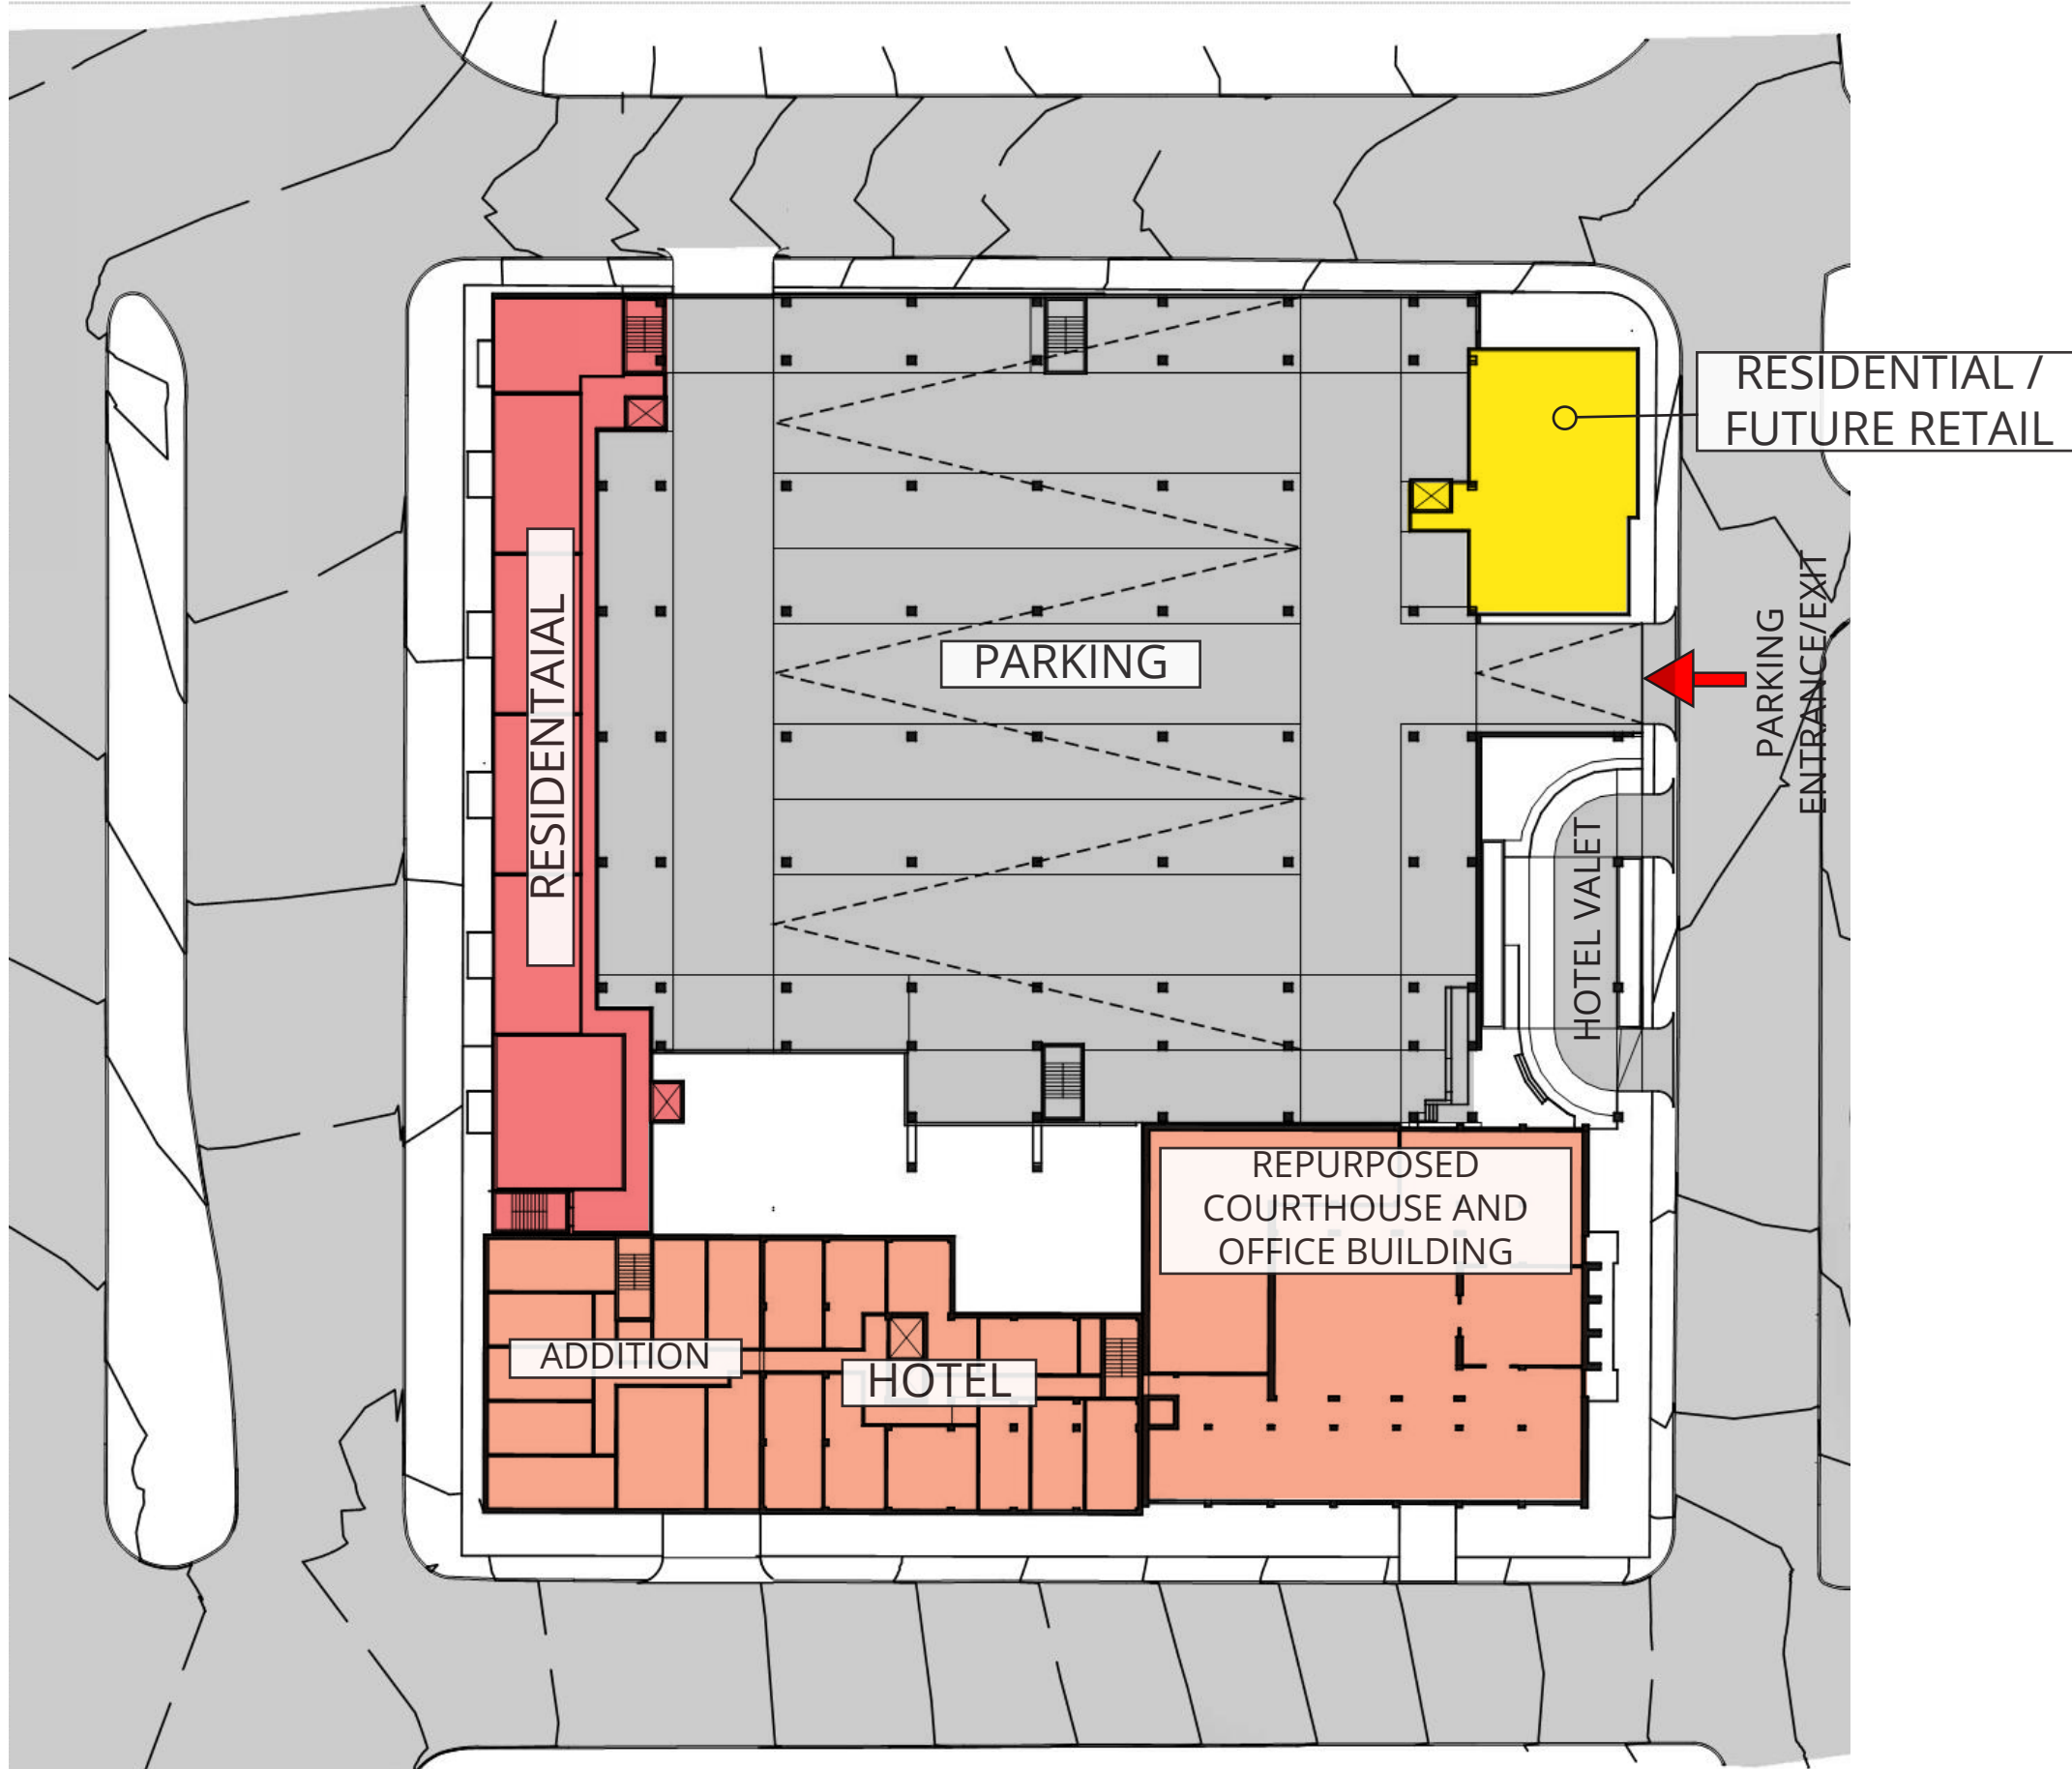 RESIDENTIAL /
FUTURE RETAIL
RESIDENTAIAL
PARKING
PARKING
ENTRANCE/EXIT
HOTEL VALET
REPURPOSED
COURTHOUSE AND
OFFICE BUILDING
ADDITION
HOTEL